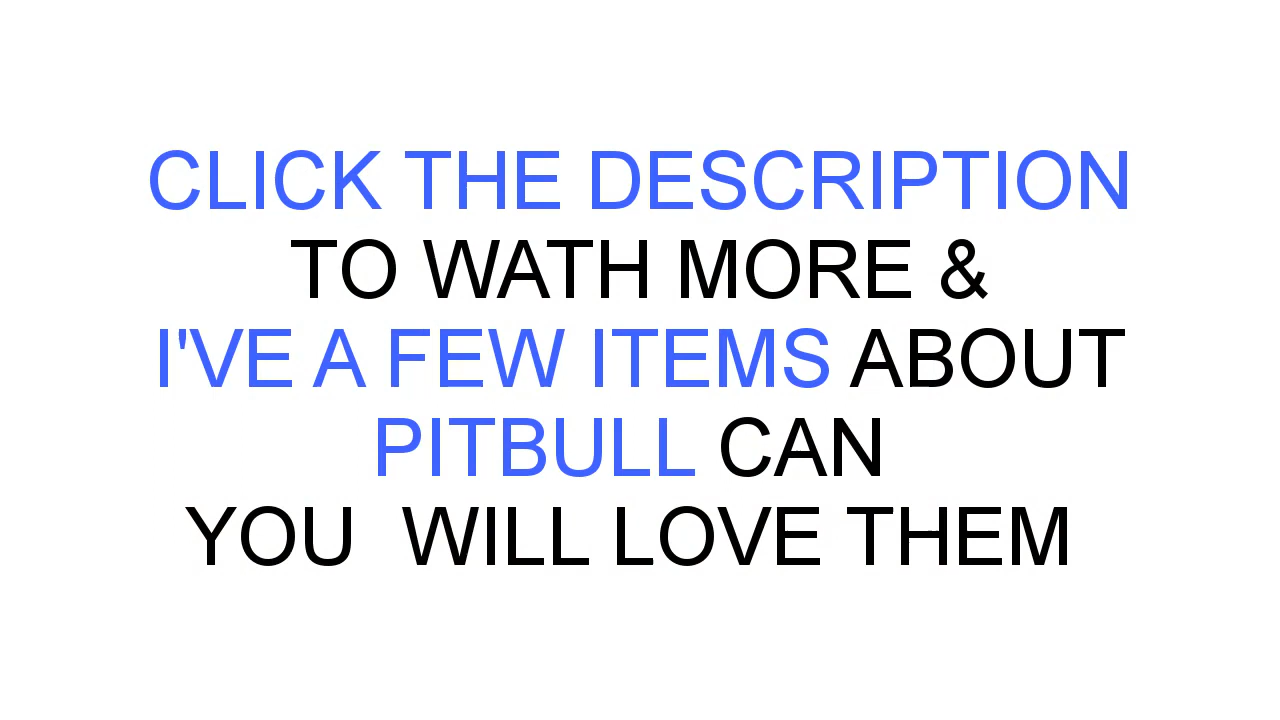 CLICK THE DESCRIPTION
TO WATH MORE &
I'VE A FEW ITEMS ABOUT
PITBULL CAN
YOU  WILL LOVE THEM